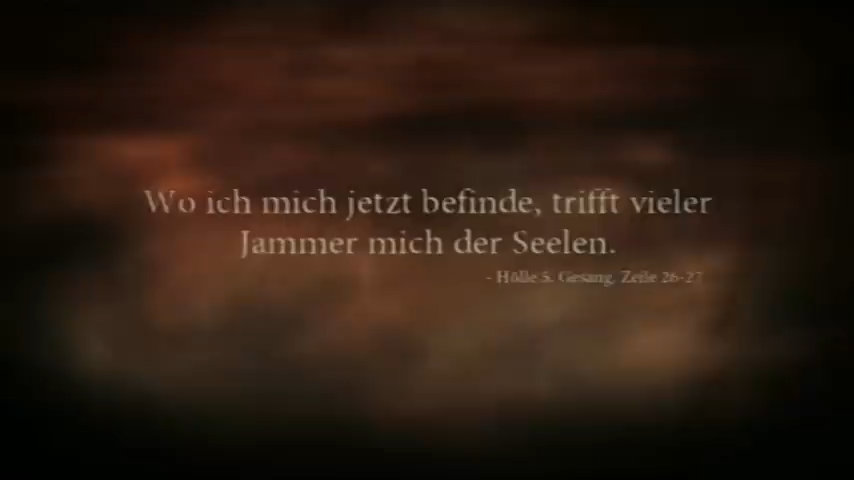 Wo ich mich jetzt befinde, trifft vieler
Jammer mich der Seelen.
- Hölle 5. Gesang, Zeile 26-27